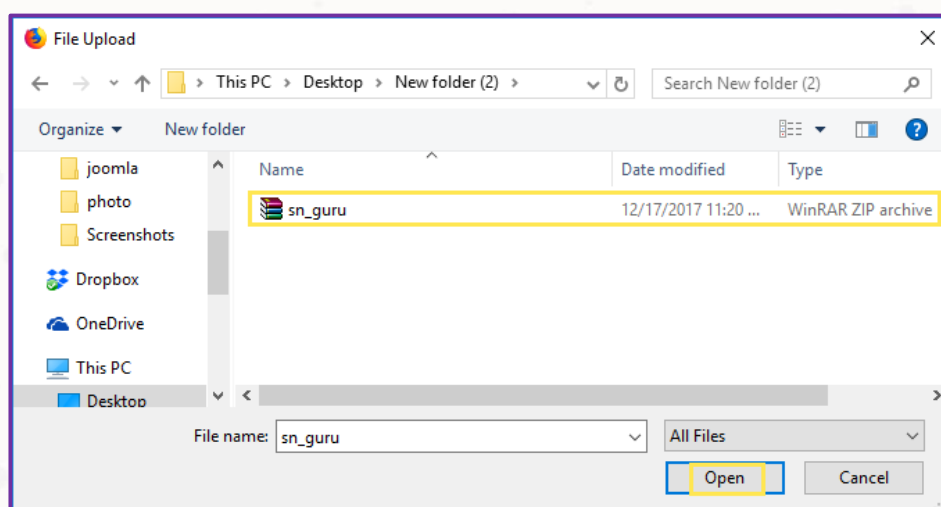 File Upload
This PC > Desktop > New folder (2) >
Search New folder (2)
Organize
New folder
joomla
photo
Screenshots
Dropbox
OneDrive
This PC
Desktop
Name
Date modified
Type
sn_guru
12/17/2017 11:20 ...
WinRAR ZIP archive
File name:
sn_guru
All Files
Open
Cancel